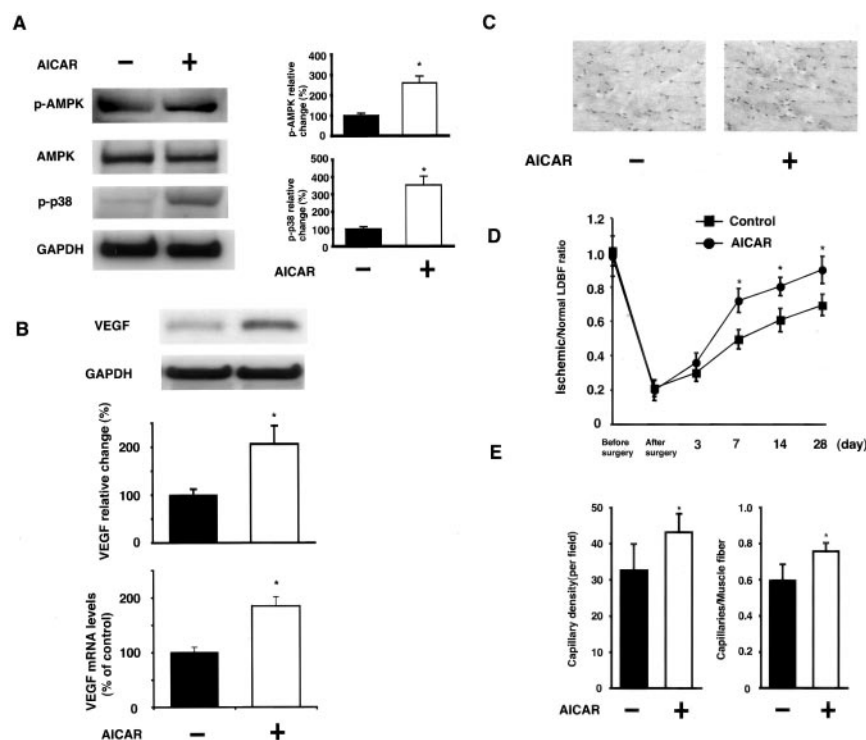 A
AICAR
− +
p-AMPK
AMPK
p-p38
GAPDH
p-AMPK relative
change (%)
400
300
200
100
0
*
p-p38 relative
change (%)
500
400
300
200
100
0
*
AICAR − +
B
VEGF
GAPDH
VEGF relative change (%)
200
100
0
*
VEGF mRNA levels
(% of control)
200
100
0
*
AICAR − +
C
AICAR − +
D
Ischemic/Normal LDBF ratio
1.2
1.0
0.8
0.6
0.4
0.2
0
Control
AICAR
* * *
Before
surgery
After
surgery
3 7 14 28 (day)
E
Capillary density(per field)
60
50
40
30
20
10
0
*
Capillaries/Muscle fiber
1.0
0.8
0.6
0.4
0.2
0.0
*
AICAR − + − +